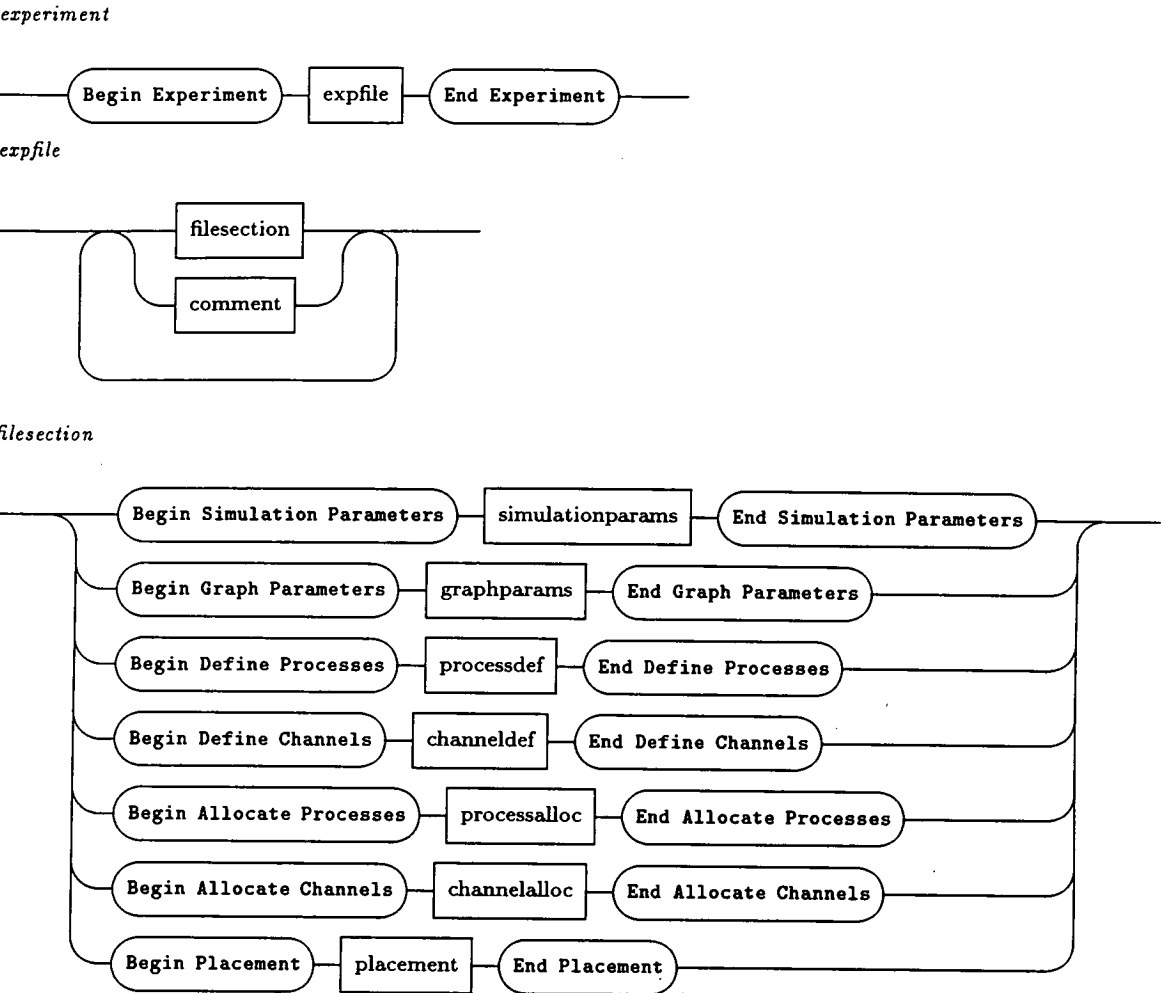 experiment
Begin Experiment expfile End Experiment
expfile
filesection
comment
filesection
Begin Simulation Parameters simulationparams End Simulation Parameters
Begin Graph Parameters graphparams End Graph Parameters
Begin Define Processes processdef End Define Processes
Begin Define Channels channeldef End Define Channels
Begin Allocate Processes processalloc End Allocate Processes
Begin Allocate Channels channelalloc End Allocate Channels
Begin Placement placement End Placement